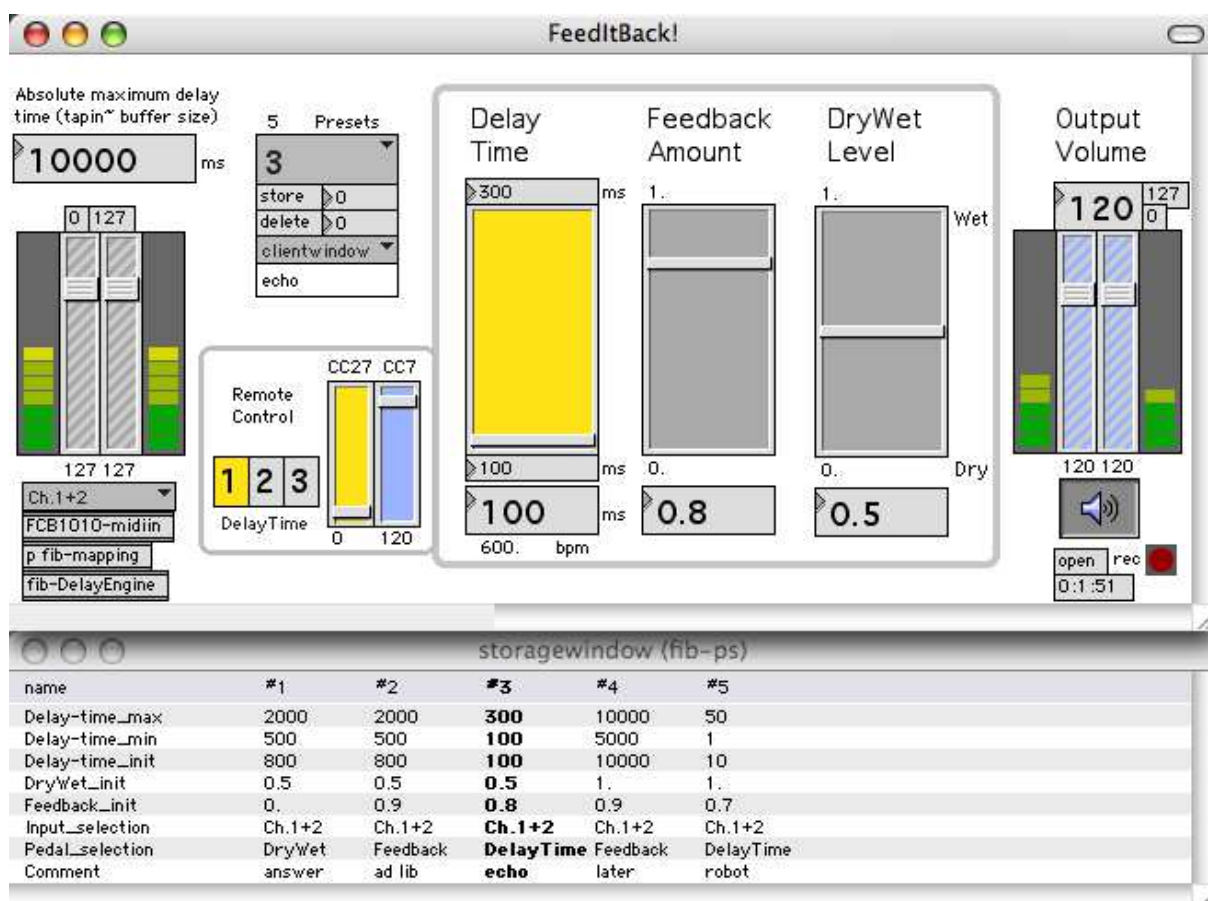 FeedItBack!
Absolute maximum delay
time (tapin~ buffer size)
10000 ms
0 127
127 127
Ch.1+2
FCB1010-midiin
p fib-mapping
fib-DelayEngine
5 Presets
3
store 0
delete 0
clientwindow
echo
Remote
Control
CC27 CC7
1 2 3
DelayTime
0 120
Delay
Time
300 ms
100 ms
100 ms
600. bpm
Feedback
Amount
1.
0.
0.8
DryWet
Level
1.
Wet
0. Dry
0.5
Output
Volume
120 127
0
120 120
open rec
0:1:51
storagewindow (fib-ps)
name #1 #2 #3 #4 #5
Delay-time_max 2000 2000 300 10000 50
Delay-time_min 500 500 100 5000 1
Delay-time_init 800 800 100 10000 10
DryWet_init 0.5 0.5 0.5 1. 1.
Feedback_init 0. 0.9 0.8 0.9 0.7
Input_selection Ch.1+2 Ch.1+2 Ch.1+2 Ch.1+2 Ch.1+2
Pedal_selection DryWet Feedback DelayTime Feedback DelayTime
Comment answer ad lib echo later robot